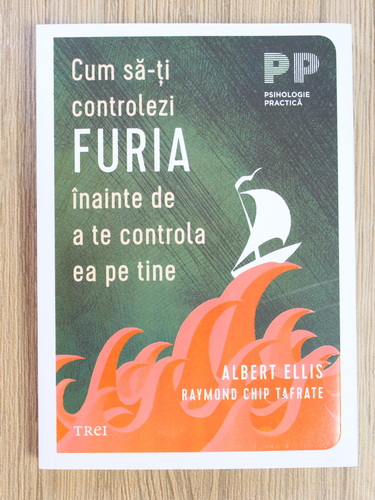 Cum să-ți
controlezi
FURIA
înainte de
a te controla
ea pe tine
PP
PSIHOLOGIE
PRACTICĂ
ALBERT ELLIS
RAYMOND CHIP TAFRATE
TREI